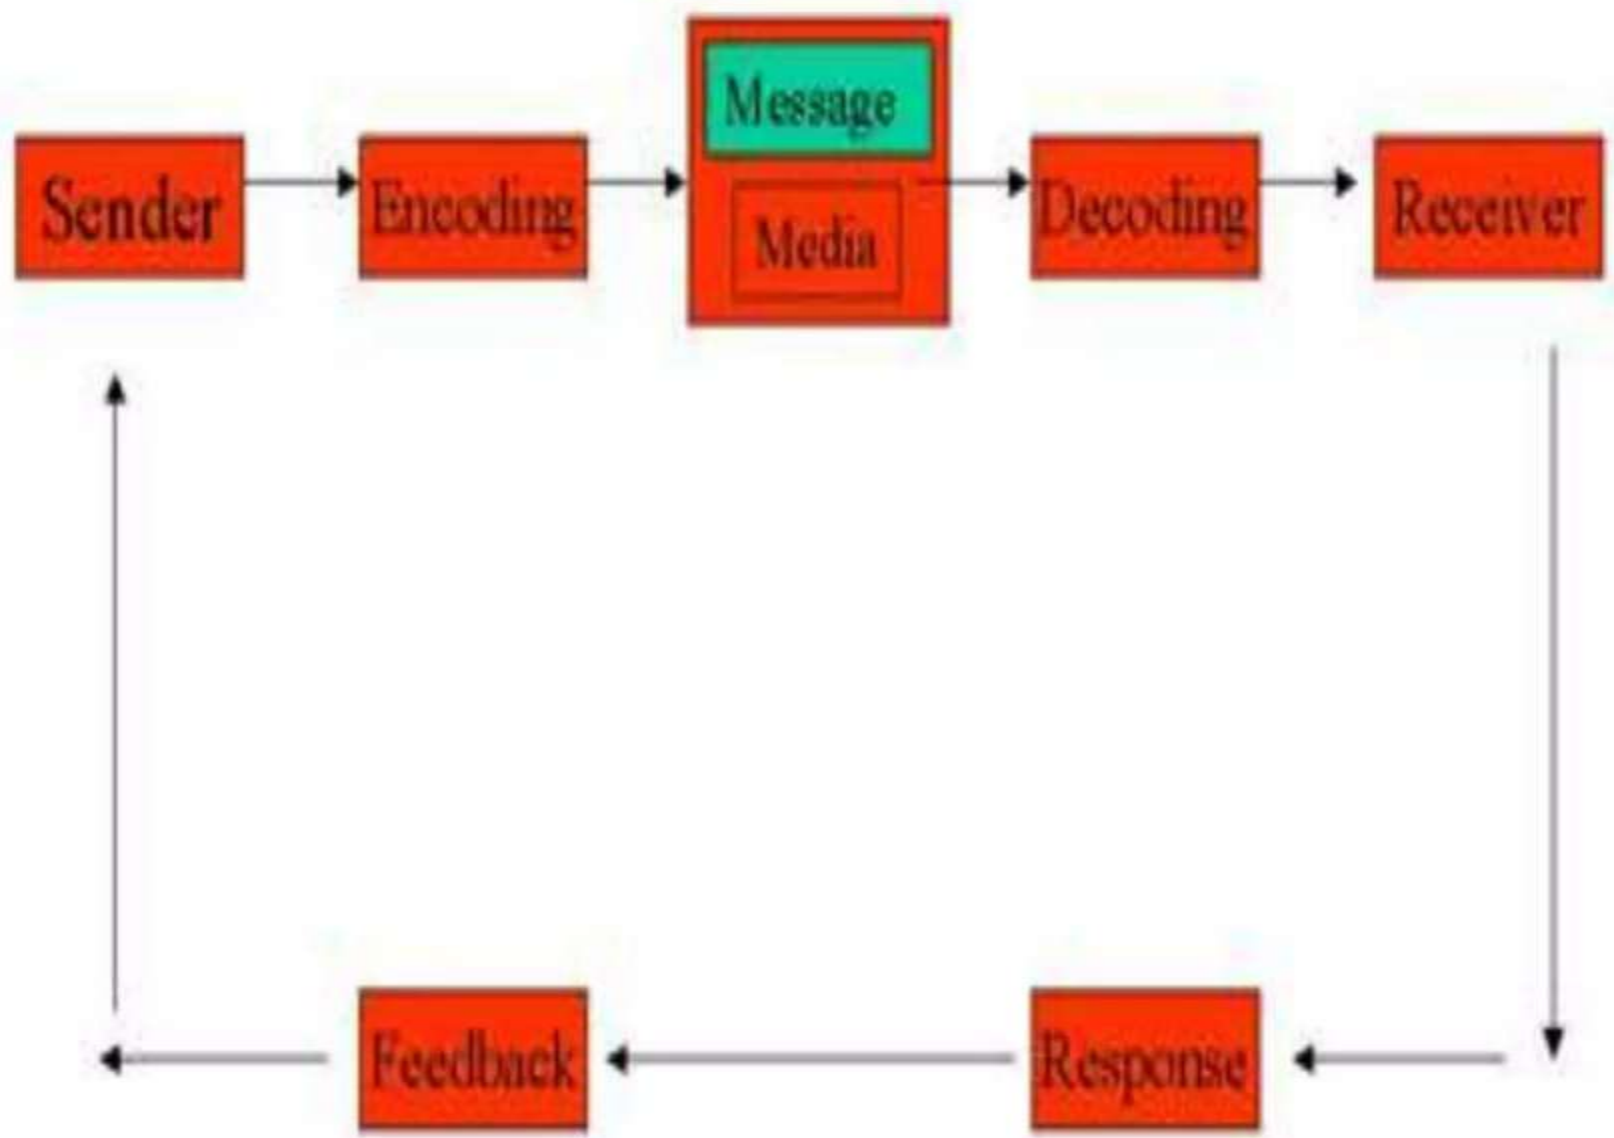 Message
Sender
Encoding
Media
Decoding
Receiver
Feedback
Response